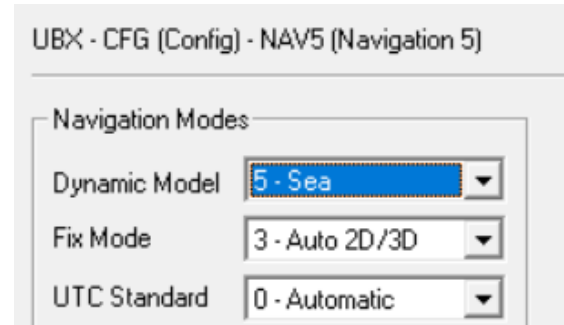 UBX - CFG (Config) - NAV5 (Navigation 5)
Navigation Modes
Dynamic Model 5 - Sea
Fix Mode 3 - Auto 2D/3D
UTC Standard 0 - Automatic